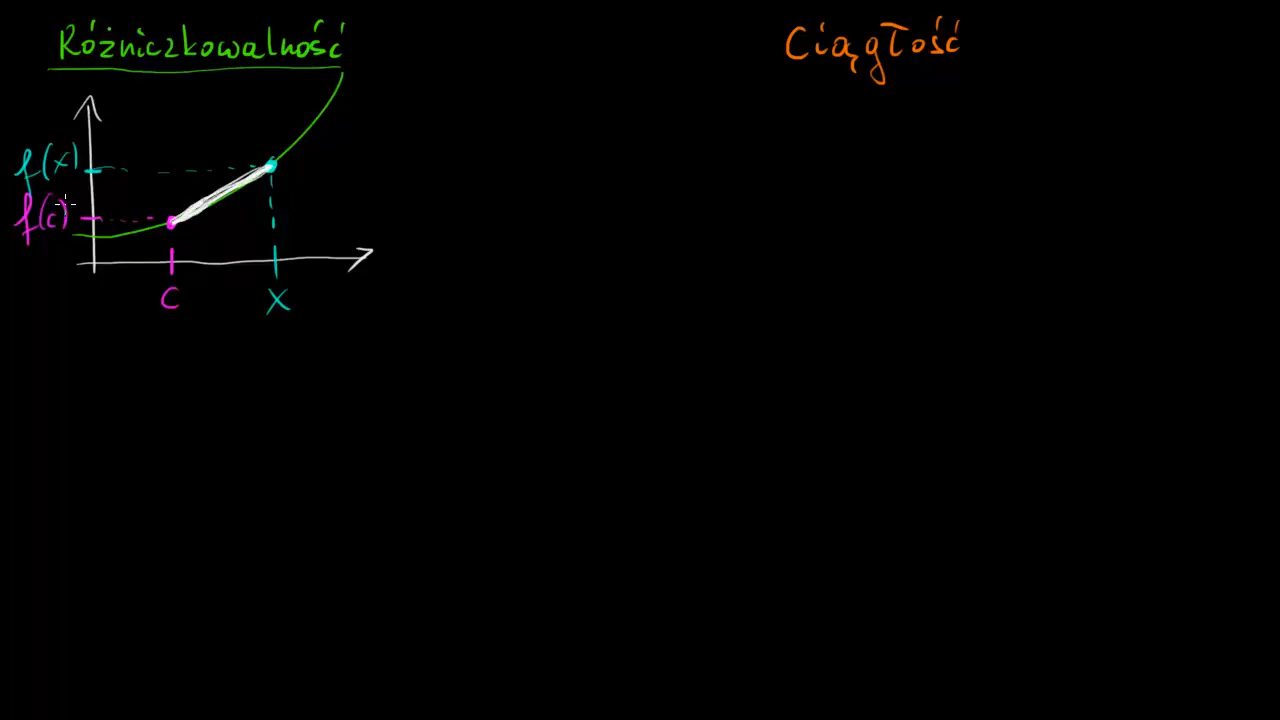 Różniczkowalność
Ciągłość
f(x)
f(c)
C
X